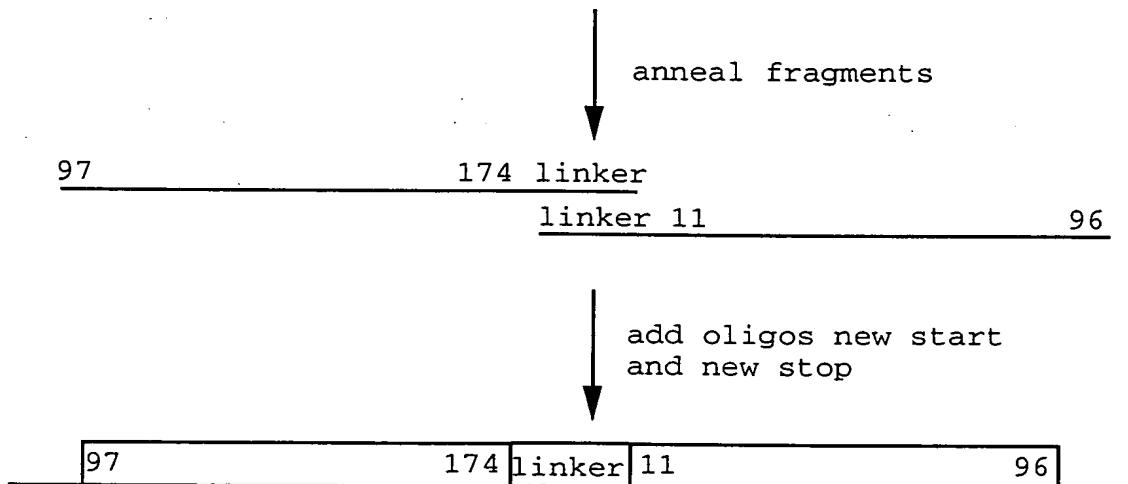 anneal fragments
97 174 linker
linker 11 96
add oligos new start
and new stop
97 174 linker 11 96